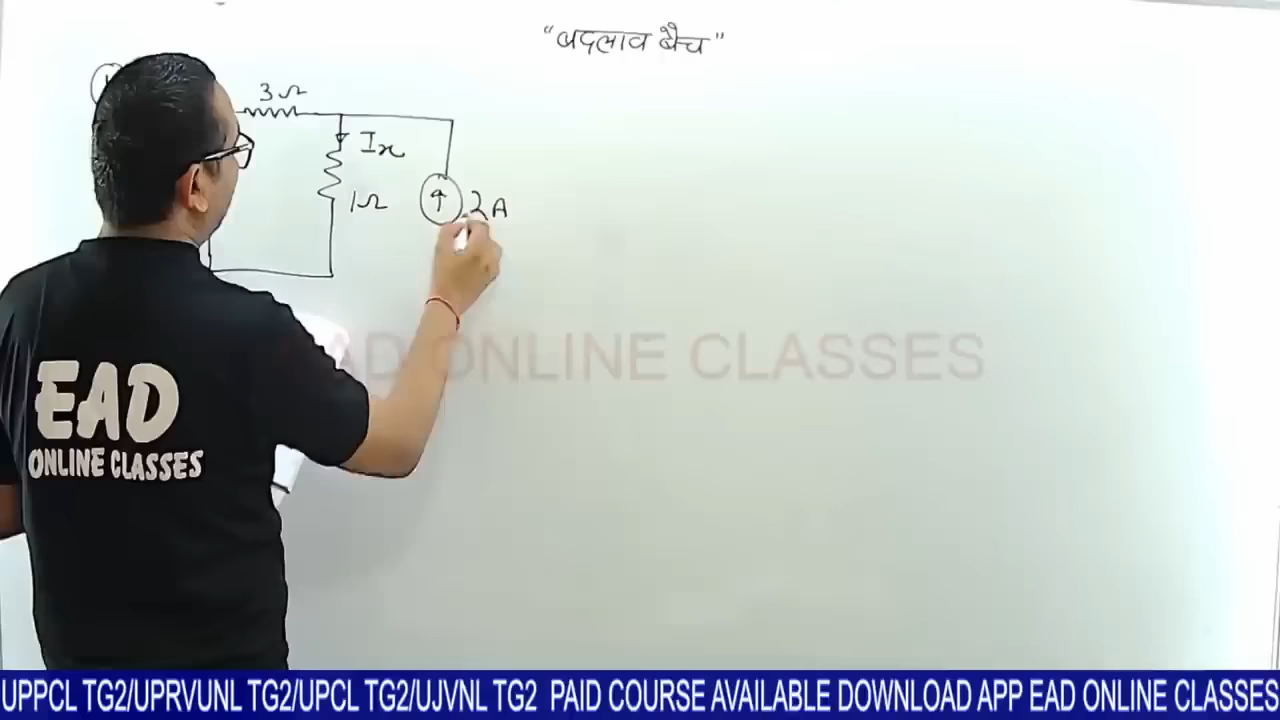 "बदलाव बैच"
3Ω
Ix
1Ω
2A
EAD ONLINE CLASSES
EAD
ONLINE CLASSES
UPPCL TG2/UPRVUNL TG2/UPCL TG2/UJVNL TG2 PAID COURSE AVAILABLE DOWNLOAD APP EAD ONLINE CLASSES